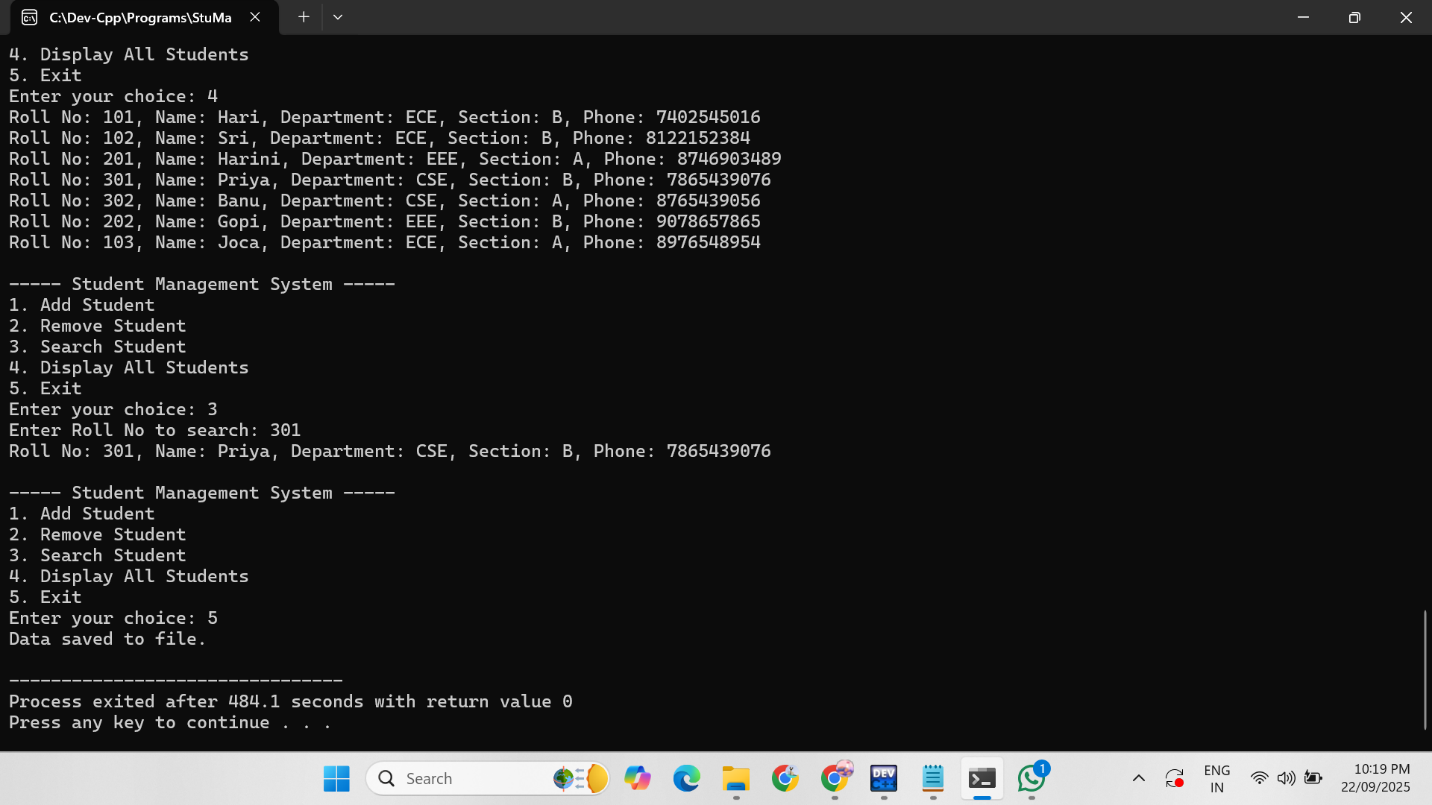 C:\Dev-Cpp\Programs\StuMa
4. Display All Students
5. Exit
Enter your choice: 4
Roll No: 101, Name: Hari, Department: ECE, Section: B, Phone: 7402545016
Roll No: 102, Name: Sri, Department: ECE, Section: B, Phone: 8122152384
Roll No: 201, Name: Harini, Department: EEE, Section: A, Phone: 8746903489
Roll No: 301, Name: Priya, Department: CSE, Section: B, Phone: 7865439076
Roll No: 302, Name: Banu, Department: CSE, Section: A, Phone: 8765439056
Roll No: 202, Name: Gopi, Department: EEE, Section: B, Phone: 9078657865
Roll No: 103, Name: Joca, Department: ECE, Section: A, Phone: 8976548954
----- Student Management System -----
1. Add Student
2. Remove Student
3. Search Student
4. Display All Students
5. Exit
Enter your choice: 3
Enter Roll No to search: 301
Roll No: 301, Name: Priya, Department: CSE, Section: B, Phone: 7865439076
----- Student Management System -----
1. Add Student
2. Remove Student
3. Search Student
4. Display All Students
5. Exit
Enter your choice: 5
Data saved to file.
--------------------------------
Process exited after 484.1 seconds with return value 0
Press any key to continue . . .
Search
DEV
C++
1
ENG
IN
10:19 PM
22/09/2025